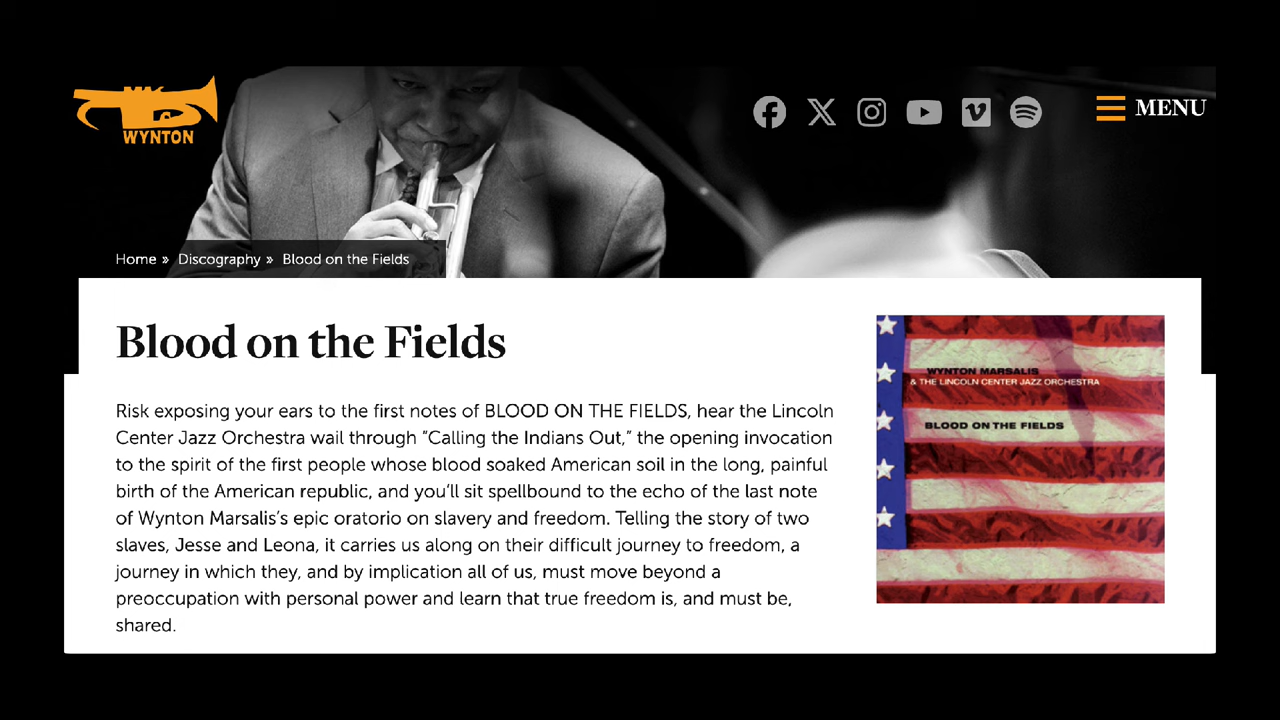 WYNTON
MENU
Home » Discography » Blood on the Fields
Blood on the Fields
Risk exposing your ears to the first notes of BLOOD ON THE FIELDS, hear the Lincoln
Center Jazz Orchestra wail through “Calling the Indians Out,” the opening invocation
to the spirit of the first people whose blood soaked American soil in the long, painful
birth of the American republic, and you’ll sit spellbound to the echo of the last note
of Wynton Marsalis’s epic oratorio on slavery and freedom. Telling the story of two
slaves, Jesse and Leona, it carries us along on their difficult journey to freedom, a
journey in which they, and by implication all of us, must move beyond a
preoccupation with personal power and learn that true freedom is, and must be,
shared.
WYNTON MARSALIS
& THE LINCOLN CENTER JAZZ ORCHESTRA
BLOOD ON THE FIELDS